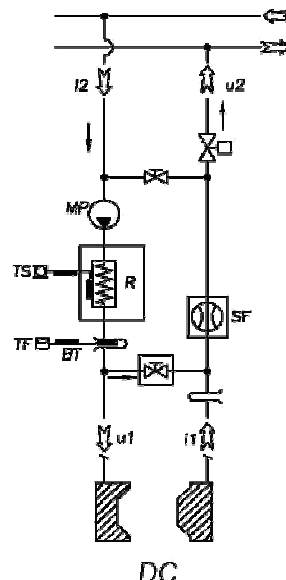 i2 u2
MP
TS R
SF
TF BT
u1 i1
DC